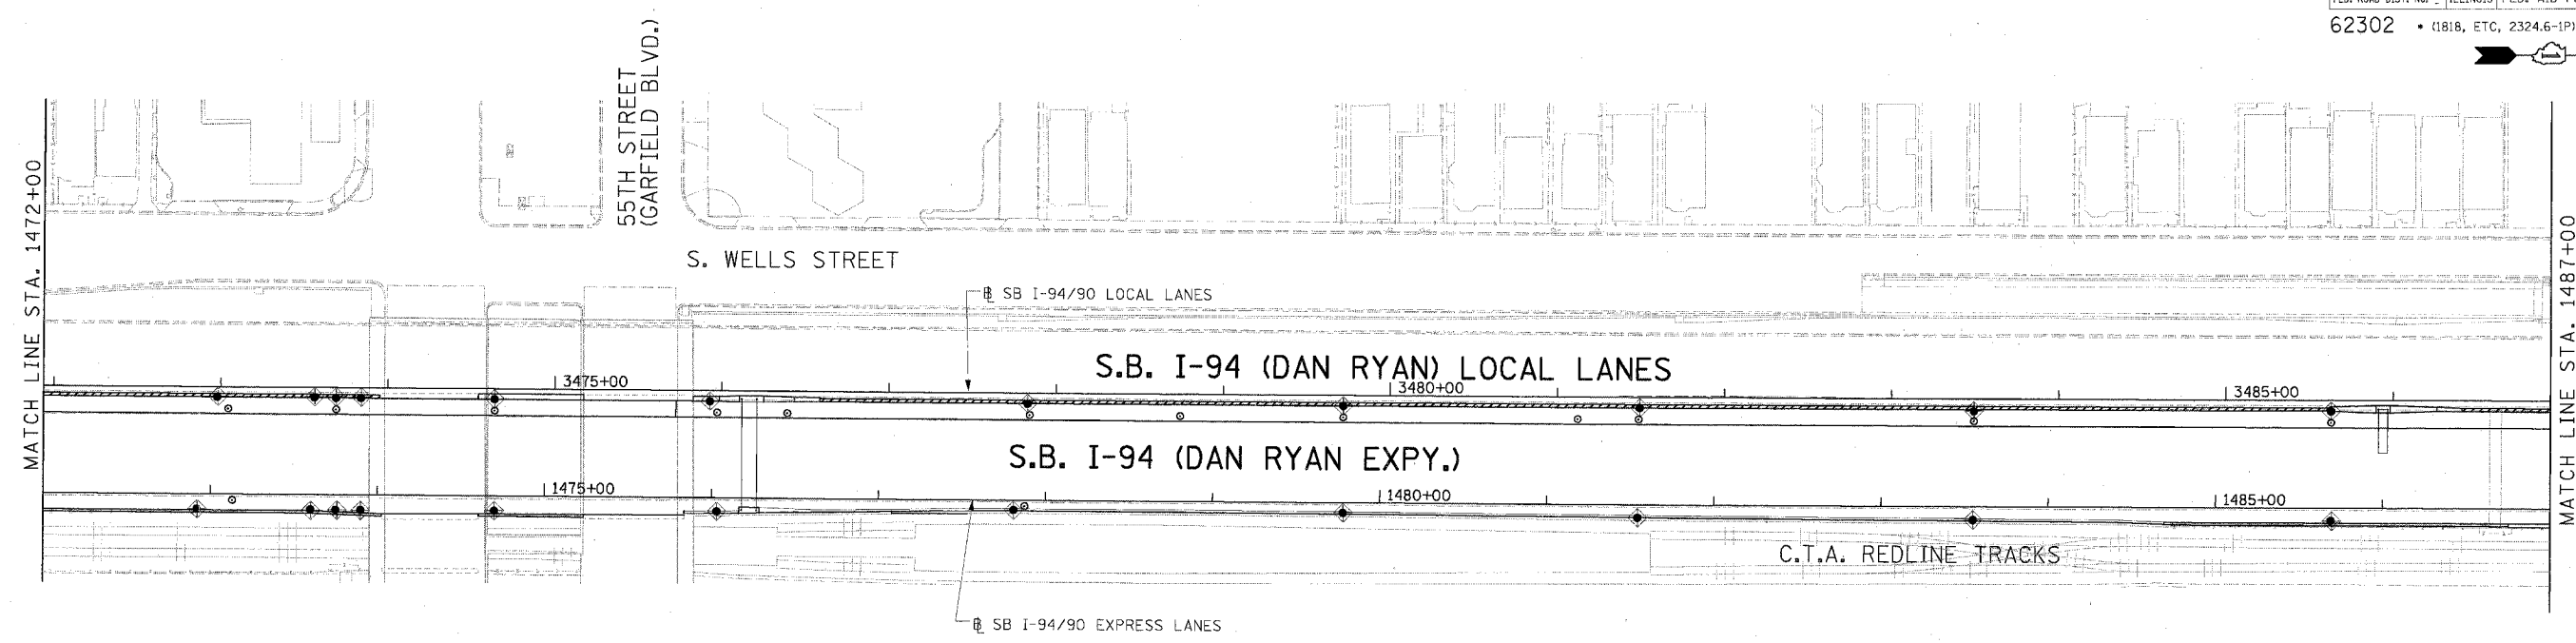 62302 * (1818, ETC, 2324.6-1P)
55TH STREET
(GARFIELD BLVD.)
MATCH LINE STA. 1472+00
MATCH LINE STA. 1487+00
S. WELLS STREET
℄ SB I-94/90 LOCAL LANES
S.B. I-94 (DAN RYAN) LOCAL LANES
3475+00
3480+00
3485+00
S.B. I-94 (DAN RYAN EXPY.)
1475+00
1480+00
1485+00
C.T.A. REDLINE TRACKS
℄ SB I-94/90 EXPRESS LANES